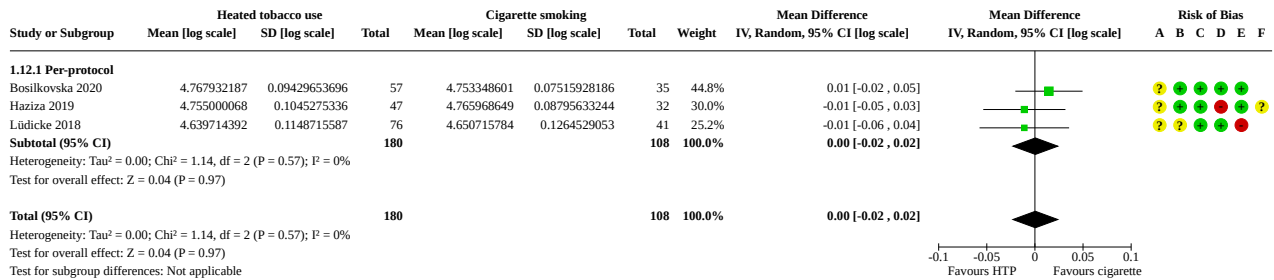 Heated tobacco use Cigarette smoking Mean Difference Mean Difference Risk of Bias
Study or Subgroup Mean [log scale] SD [log scale] Total Mean [log scale] SD [log scale] Total Weight IV, Random, 95% CI [log scale] IV, Random, 95% CI [log scale] A B C D E F
1.12.1 Per-protocol
Bosilkovska 2020 4.767932187 0.09429653696 57 4.753348601 0.07515928186 35 44.8% 0.01 [-0.02 , 0.05] ? + + + +
Haziza 2019 4.755000068 0.1045275336 47 4.765968649 0.08795633244 32 30.0% -0.01 [-0.05 , 0.03] ? + + - + ?
Lüdicke 2018 4.639714392 0.1148715587 76 4.650715784 0.1264529053 41 25.2% -0.01 [-0.06 , 0.04] ? ? + + -
Subtotal (95% CI) 180 108 100.0% 0.00 [-0.02 , 0.02]
Heterogeneity: Tau² = 0.00; Chi² = 1.14, df = 2 (P = 0.57); I² = 0%
Test for overall effect: Z = 0.04 (P = 0.97)
Total (95% CI) 180 108 100.0% 0.00 [-0.02 , 0.02]
Heterogeneity: Tau² = 0.00; Chi² = 1.14, df = 2 (P = 0.57); I² = 0%
Test for overall effect: Z = 0.04 (P = 0.97) -0.1 -0.05 0 0.05 0.1
Test for subgroup differences: Not applicable Favours HTP Favours cigarette